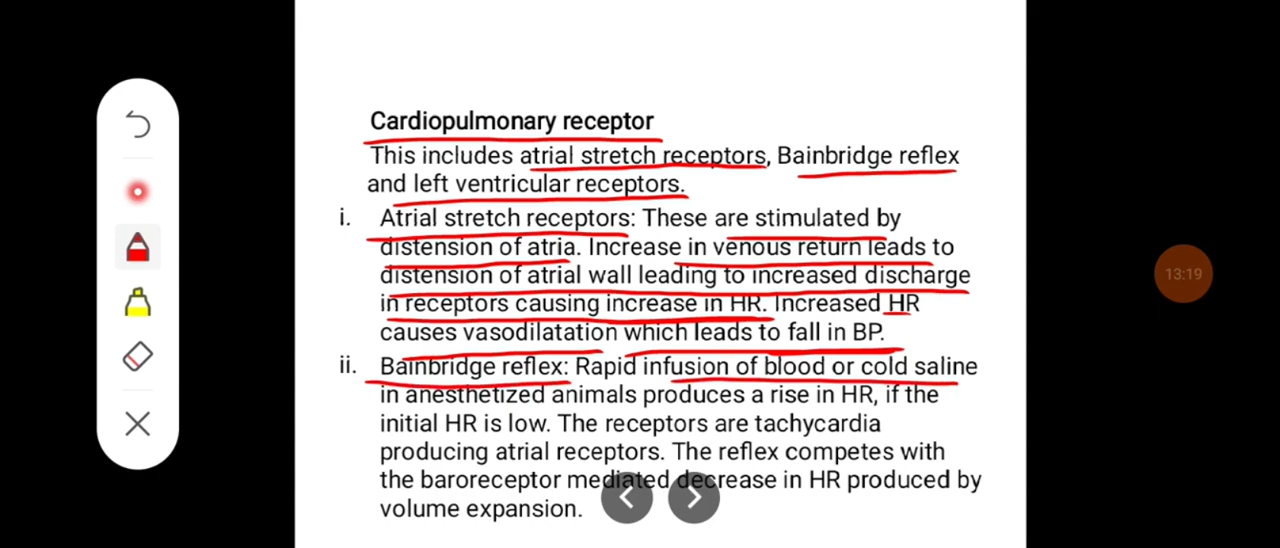 Cardiopulmonary receptor
This includes atrial stretch receptors, Bainbridge reflex
and left ventricular receptors.
i. Atrial stretch receptors: These are stimulated by
distension of atria. Increase in venous return leads to
distension of atrial wall leading to increased discharge
in receptors causing increase in HR. Increased HR
causes vasodilatation which leads to fall in BP.
ii. Bainbridge reflex: Rapid infusion of blood or cold saline
in anesthetized animals produces a rise in HR, if the
initial HR is low. The receptors are tachycardia
producing atrial receptors. The reflex competes with
the baroreceptor mediated decrease in HR produced by
volume expansion.
13:19